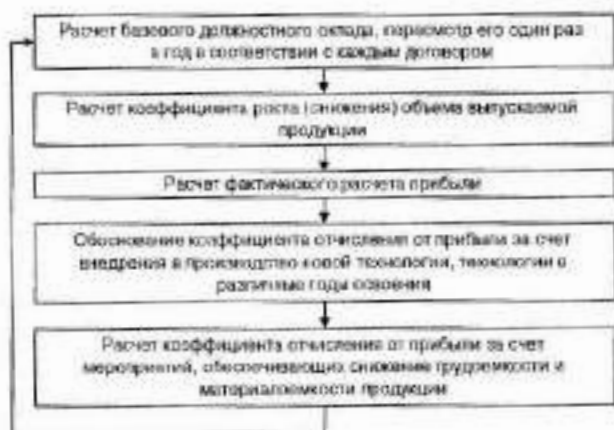 Расчет базового должностного оклада, пересмотр его один раз
в год в соответствии с каждым договором
Расчет коэффициента роста (снижения) объема выпускаемой
продукции
Расчет фактического расчета прибыли
Обоснование коэффициента отчисления от прибыли за счет
внедрения в производство новой технологии, технологии в
различные годы освоения
Расчет коэффициента отчисления от прибыли за счет
мероприятий, обеспечивающих снижение трудоемкости и
материалоемкости продукции